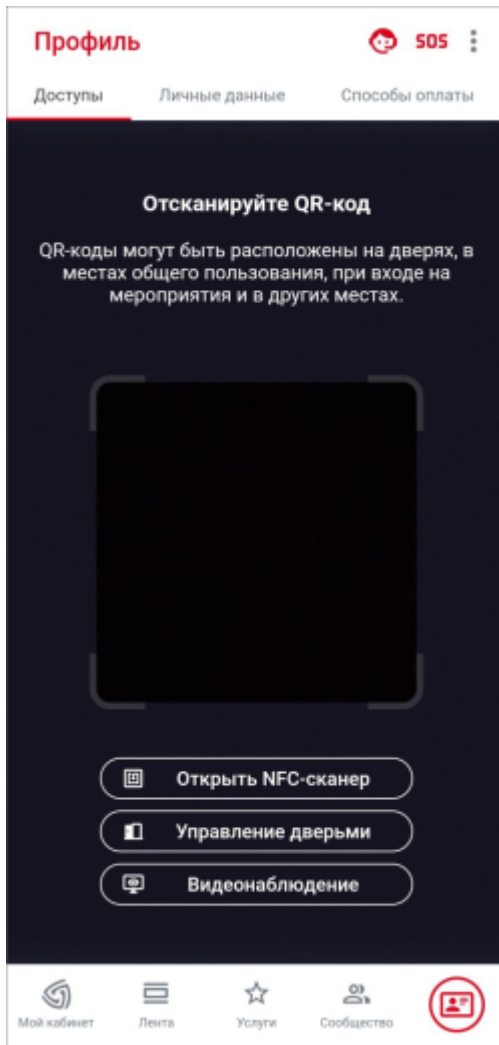 Профиль
SOS
Доступы
Личные данные
Способы оплаты
Отсканируйте QR-код
QR-коды могут быть расположены на дверях, в
местах общего пользования, при входе на
мероприятия и в других местах.
Открыть NFC-сканер
Управление дверьми
Видеонаблюдение
Мой кабинет
Лента
Услуги
Сообщество